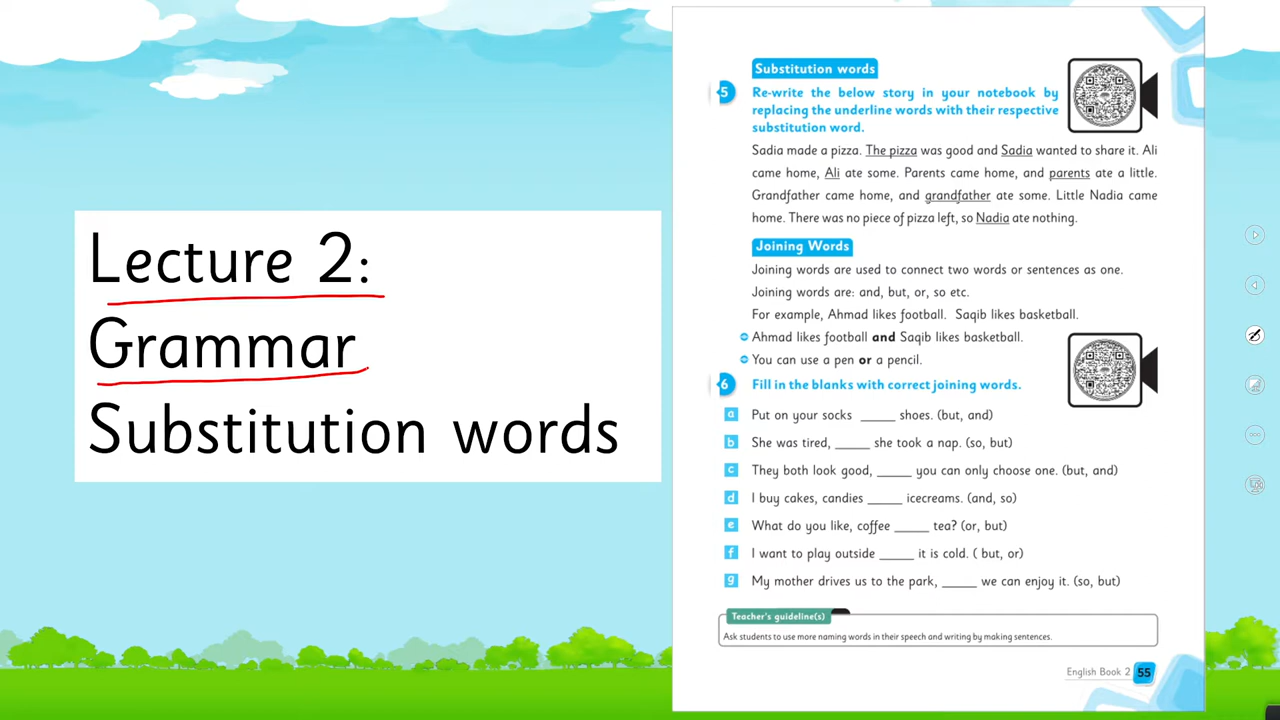 Lecture 2:
Grammar
Substitution words
Substitution words
5 Re-write the below story in your notebook by
replacing the underline words with their respective
substitution word.
Sadia made a pizza. The pizza was good and Sadia wanted to share it. Ali
came home, Ali ate some. Parents came home, and parents ate a little.
Grandfather came home, and grandfather ate some. Little Nadia came
home. There was no piece of pizza left, so Nadia ate nothing.
Joining Words
Joining words are used to connect two words or sentences as one.
Joining words are: and, but, or, so etc.
For example, Ahmad likes football. Saqib likes basketball.
Ahmad likes football and Saqib likes basketball.
You can use a pen or a pencil.
6 Fill in the blanks with correct joining words.
a Put on your socks _____ shoes. (but, and)
b She was tired, _____ she took a nap. (so, but)
c They both look good, _____ you can only choose one. (but, and)
d I buy cakes, candies _____ icecreams. (and, so)
e What do you like, coffee _____ tea? (or, but)
f I want to play outside _____ it is cold. ( but, or)
g My mother drives us to the park, _____ we can enjoy it. (so, but)
Teacher's guideline(s)
Ask students to use more naming words in their speech and writing by making sentences.
English Book 2 55